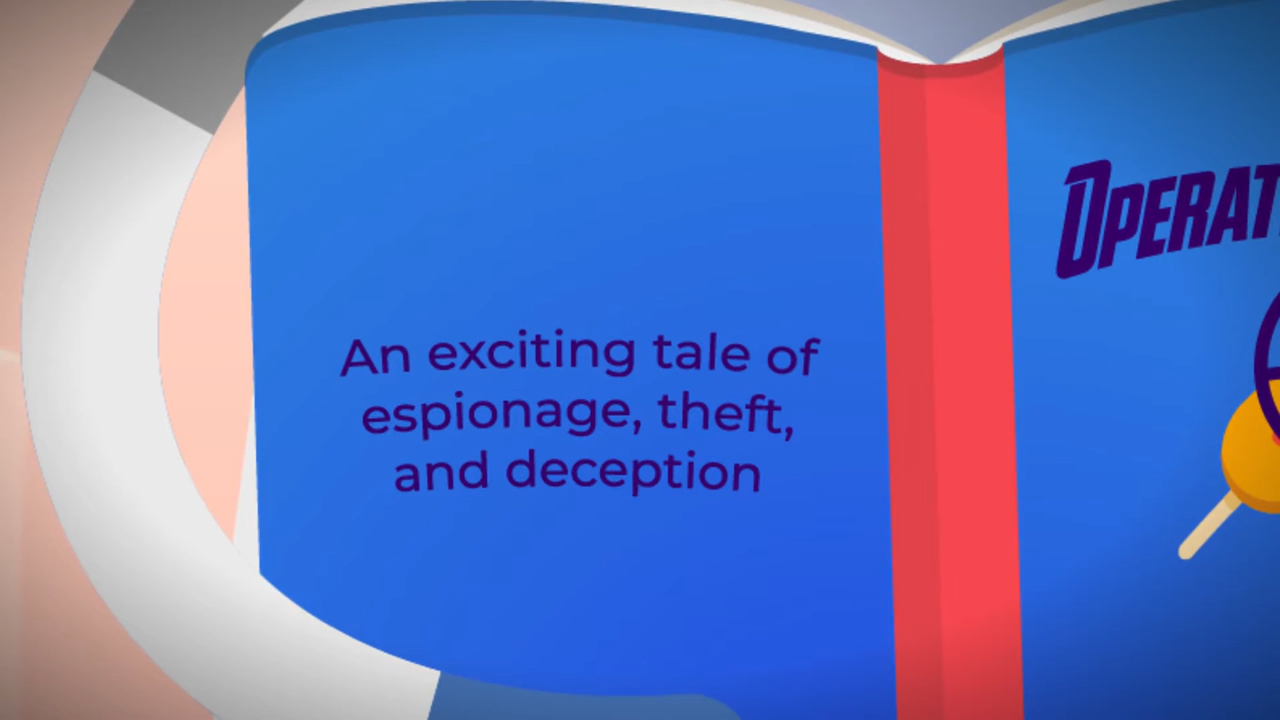 An exciting tale of
espionage, theft,
and deception